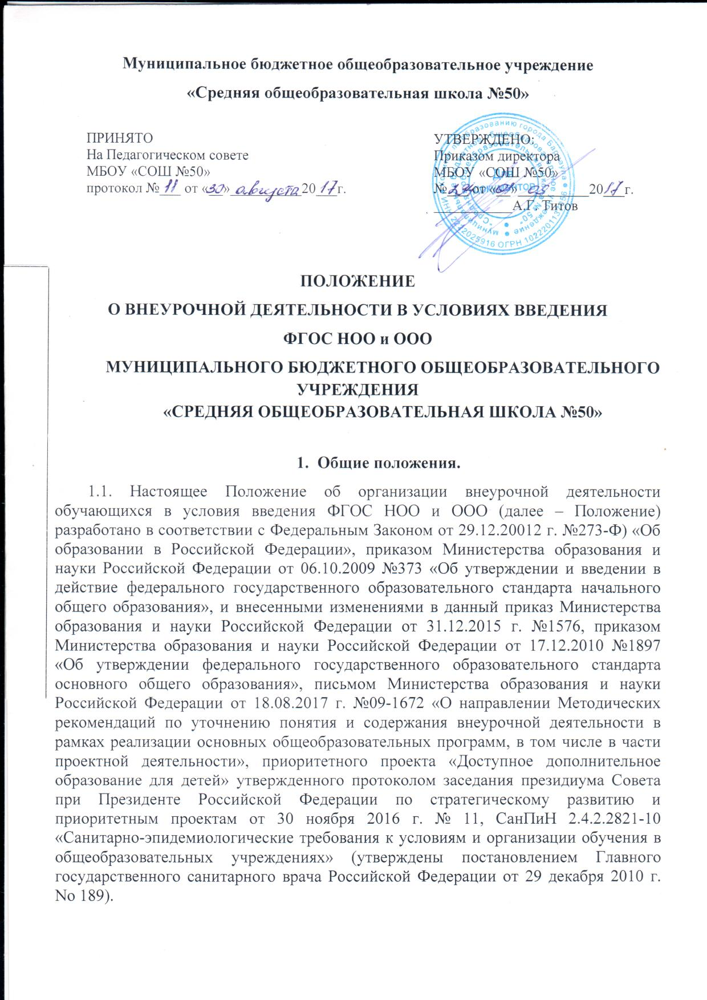 Муниципальное бюджетное общеобразовательное учреждение
«Средняя общеобразовательная школа №50»
ПРИНЯТО
На Педагогическом совете
МБОУ «СОШ №50»
протокол № 11 от «30» августа 2017г.
УТВЕРЖДЕНО:
Приказом директора
МБОУ «СОШ №50»
№ от « » 2017г.
А.Г. Титов
Для
документов
ИНН 2222025916 ОГРН
ПОЛОЖЕНИЕ
О ВНЕУРОЧНОЙ ДЕЯТЕЛЬНОСТИ В УСЛОВИЯХ ВВЕДЕНИЯ
ФГОС НОО и ООО
МУНИЦИПАЛЬНОГО БЮДЖЕТНОГО ОБЩЕОБРАЗОВАТЕЛЬНОГО
УЧРЕЖДЕНИЯ
«СРЕДНЯЯ ОБЩЕОБРАЗОВАТЕЛЬНАЯ ШКОЛА №50»
1. Общие положения.
1.1. Настоящее Положение об организации внеурочной деятельности
обучающихся в условия введения ФГОС НОО и ООО (далее – Положение)
разработано в соответствии с Федеральным Законом от 29.12.20012 г. №273-Ф) «Об
образовании в Российской Федерации», приказом Министерства образования и
науки Российской Федерации от 06.10.2009 №373 «Об утверждении и введении в
действие федерального государственного образовательного стандарта начального
общего образования», и внесенными изменениями в данный приказ Министерства
образования и науки Российской Федерации от 31.12.2015 г. №1576, приказом
Министерства образования и науки Российской Федерации от 17.12.2010 №1897
«Об утверждении федерального государственного образовательного стандарта
основного общего образования», письмом Министерства образования и науки
Российской Федерации от 18.08.2017 г. №09-1672 «О направлении Методических
рекомендаций по уточнению понятия и содержания внеурочной деятельности в
рамках реализации основных общеобразовательных программ, в том числе в части
проектной деятельности», приоритетного проекта «Доступное дополнительное
образование для детей» утвержденного протоколом заседания президиума Совета
при Президенте Российской Федерации по стратегическому развитию и
приоритетным проектам от 30 ноября 2016 г. № 11, СанПиН 2.4.2.2821-10
«Санитарно-эпидемиологические требования к условиям и организации обучения в
общеобразовательных учреждениях» (утверждены постановлением Главного
государственного санитарного врача Российской Федерации от 29 декабря 2010 г.
No 189).